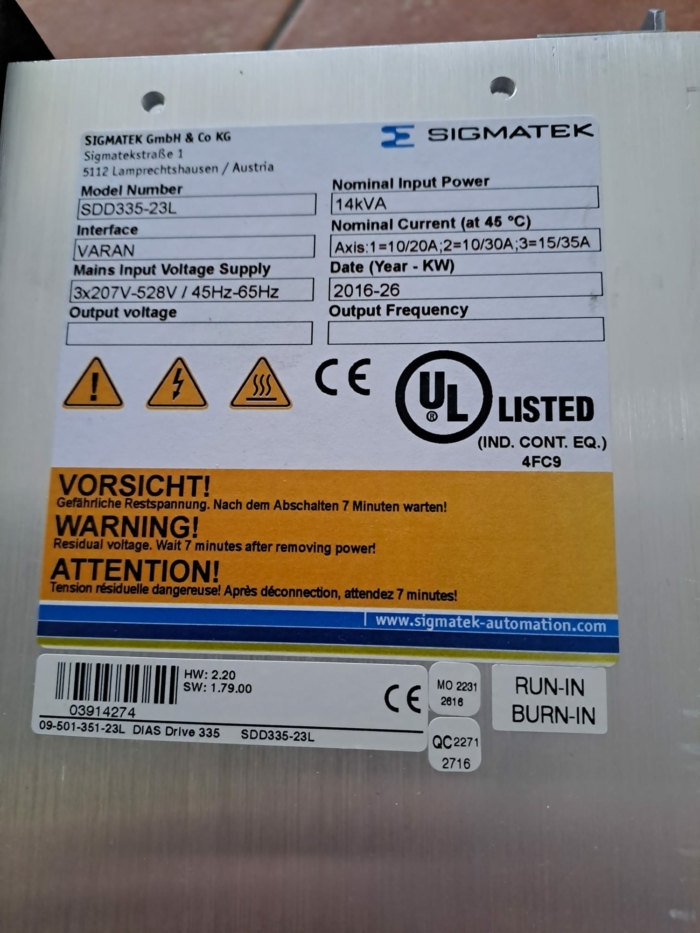 SIGMATEK GmbH & Co KG
Sigmatekstraße 1
5112 Lamprechtshausen / Austria
SIGMATEK
Model Number
SDD335-23L
Nominal Input Power
14kVA
Interface
VARAN
Nominal Current (at 45 °C)
Axis:1=10/20A;2=10/30A;3=15/35A
Mains Input Voltage Supply
3x207V-528V / 45Hz-65Hz
Date (Year - KW)
2016-26
Output voltage
Output Frequency
CE
UL
®
LISTED
(IND. CONT. EQ.)
4FC9
VORSICHT!
Gefährliche Restspannung. Nach dem Abschalten 7 Minuten warten!
WARNING!
Residual voltage. Wait 7 minutes after removing power!
ATTENTION!
Tension résiduelle dangereuse! Après déconnection, attendez 7 minutes!
www.sigmatek-automation.com
HW: 2.20
SW: 1.79.00
03914274
09-501-351-23L DIAS Drive 335 SDD335-23L
CE
MO 2231
2616
QC 2271
2716
RUN-IN
BURN-IN